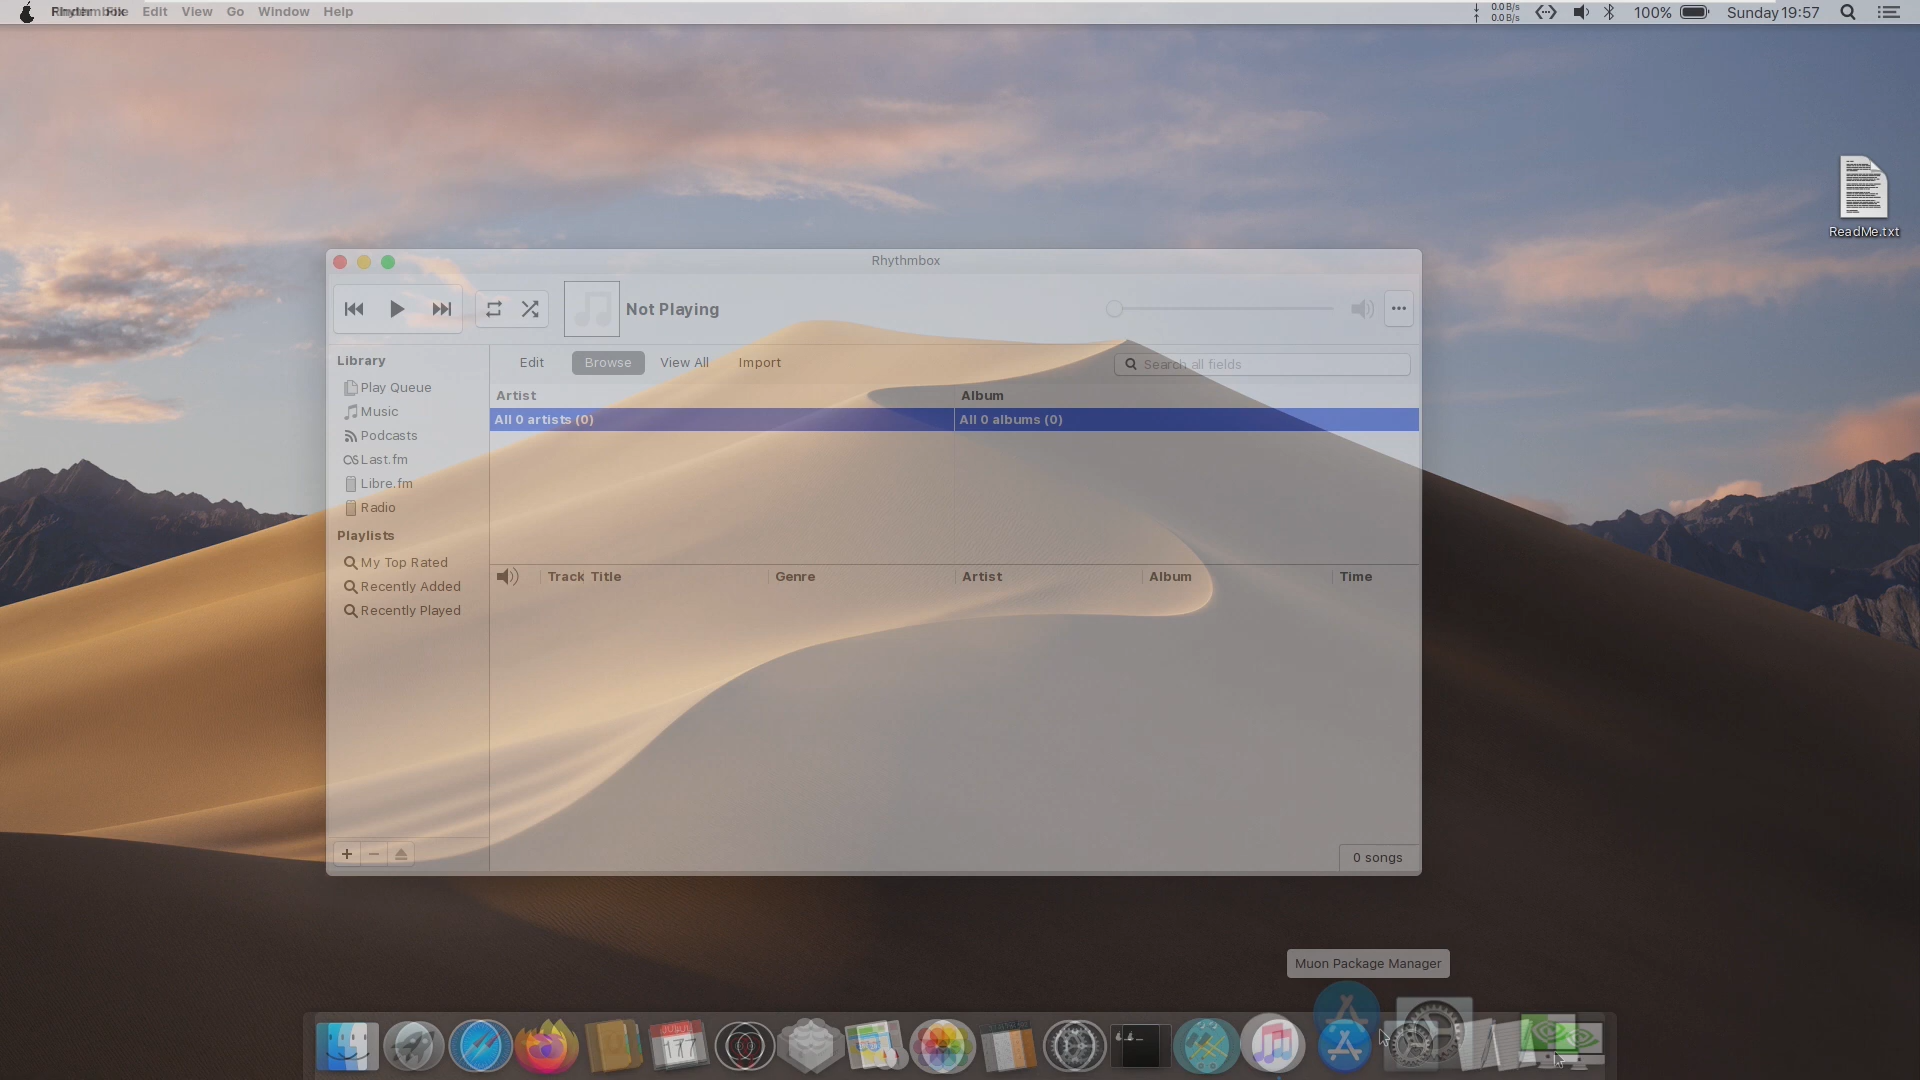 File Edit View Go Window Help
0.0 B/s
0.0 B/s
100% Sunday 19:57
ReadMe.txt
Rhythmbox
Not Playing
Library
Play Queue
Music
Podcasts
Last.fm
Libre.fm
Radio
Playlists
My Top Rated
Recently Added
Recently Played
Edit Browse View All Import
Search all fields
Artist Album
All 0 artists (0) All 0 albums (0)
Track Title Genre Artist Album Time
0 songs
Muon Package Manager